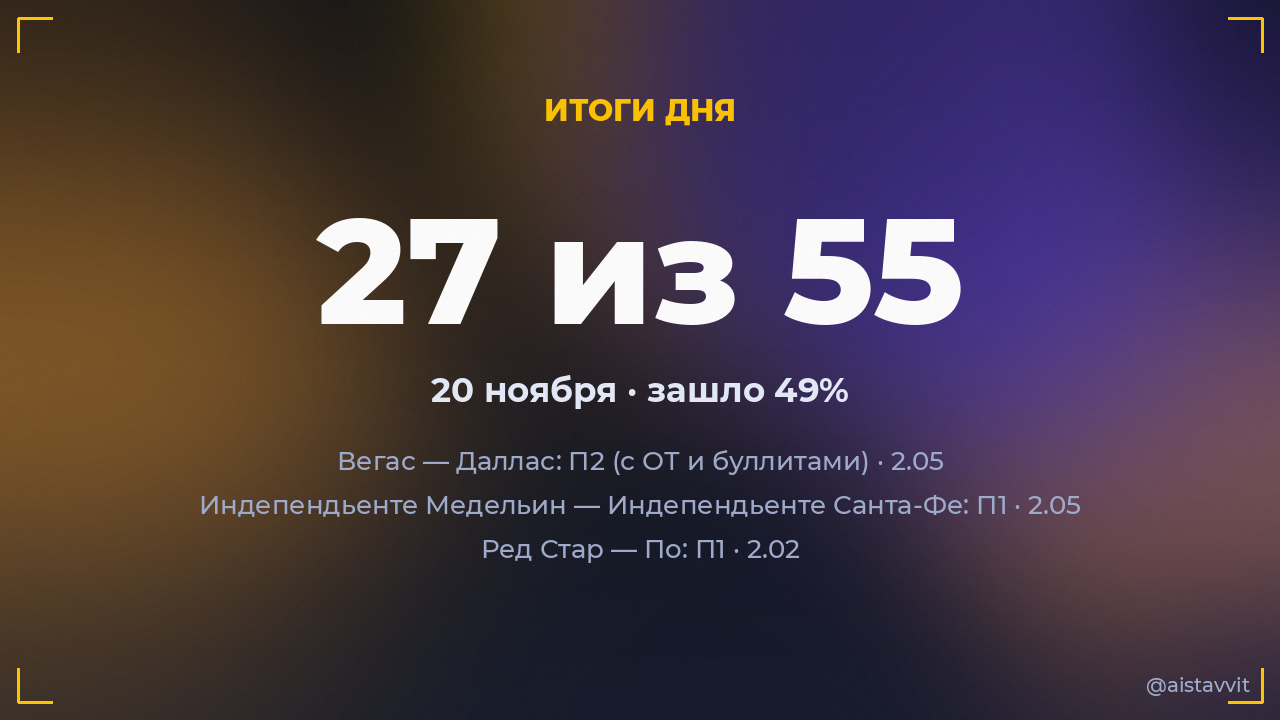 ИТОГИ ДНЯ
27 из 55
20 ноября · зашло 49%
Вегас — Даллас: П2 (с ОТ и буллитами) · 2.05
Индепендьенте Медельин — Индепендьенте Санта-Фе: П1 · 2.05
Ред Стар — По: П1 · 2.02
@aistavvit